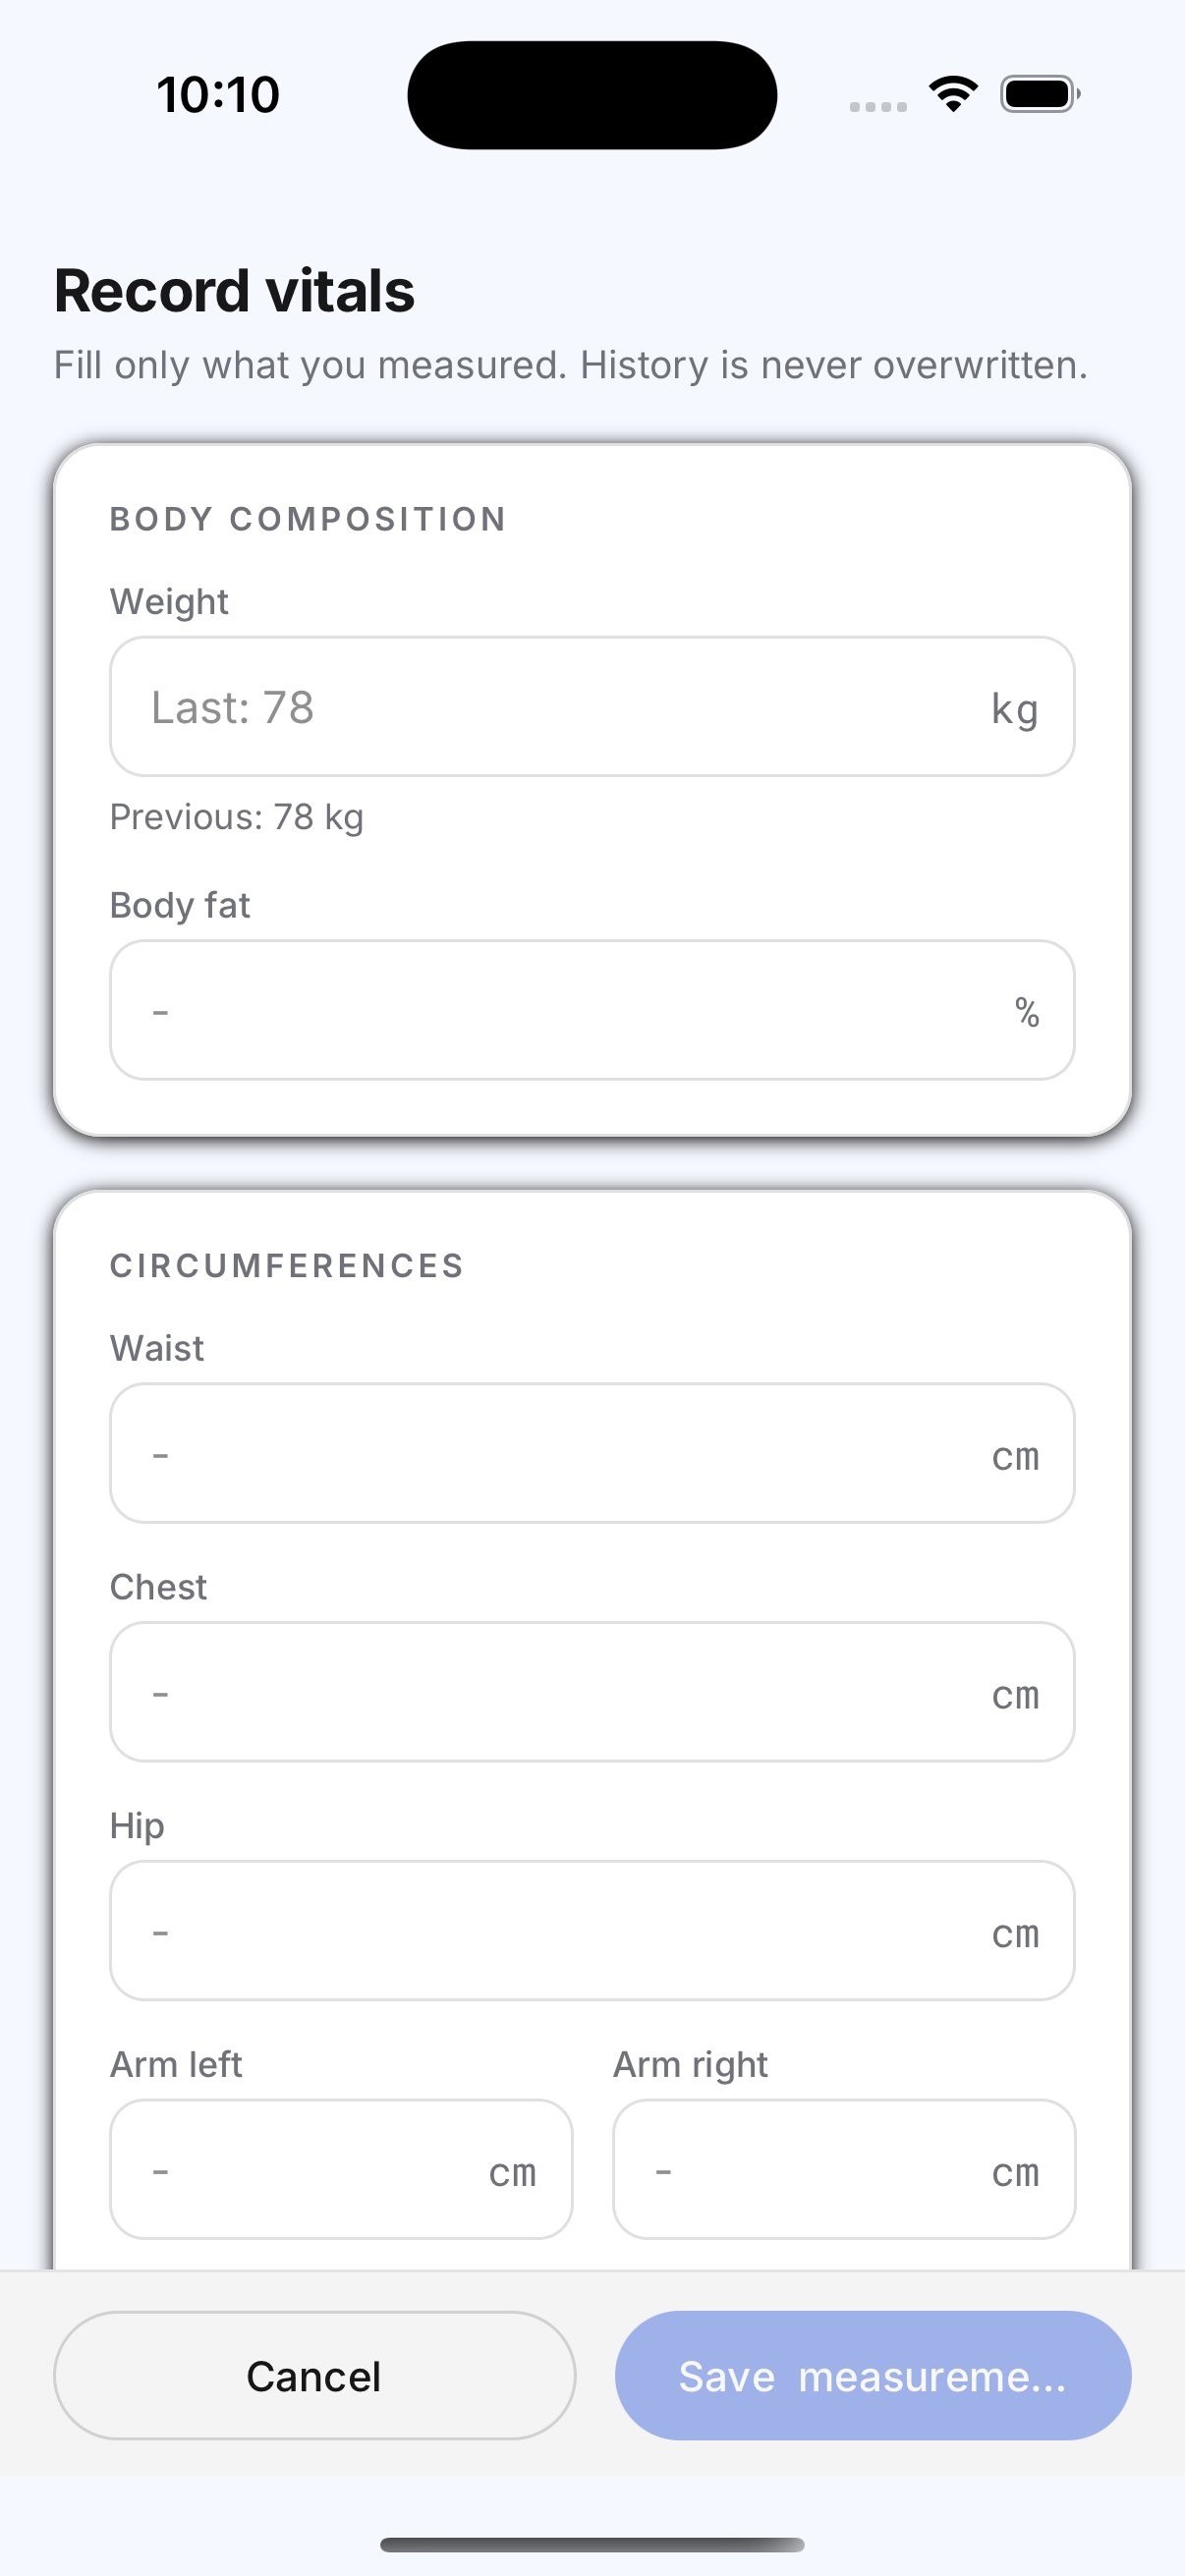 10:10
Record vitals
Fill only what you measured. History is never overwritten.
BODY COMPOSITION
Weight
Last: 78 kg
Previous: 78 kg
Body fat
- %
CIRCUMFERENCES
Waist
- cm
Chest
- cm
Hip
- cm
Arm left Arm right
- cm - cm
Cancel Save measureme...